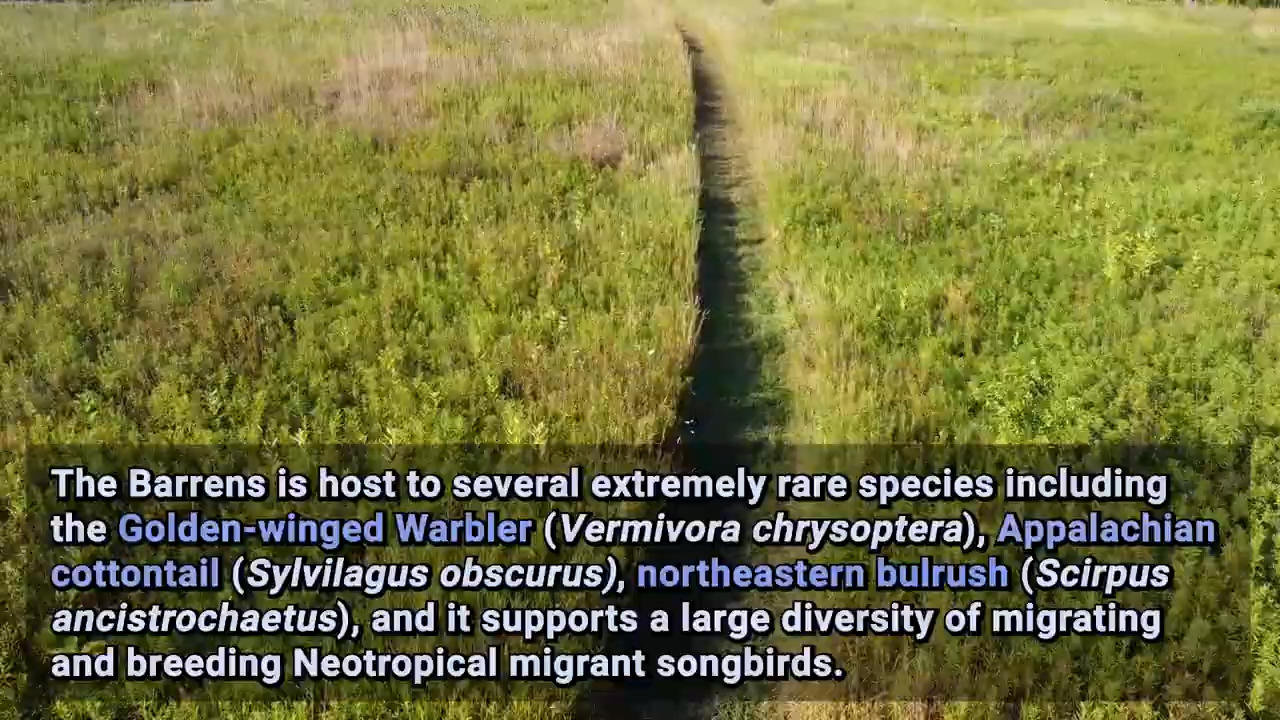 The Barrens is host to several extremely rare species including
the Golden-winged Warbler (Vermivora chrysoptera), Appalachian
cottontail (Sylvilagus obscurus), northeastern bulrush (Scirpus
ancistrochaetus), and it supports a large diversity of migrating
and breeding Neotropical migrant songbirds.